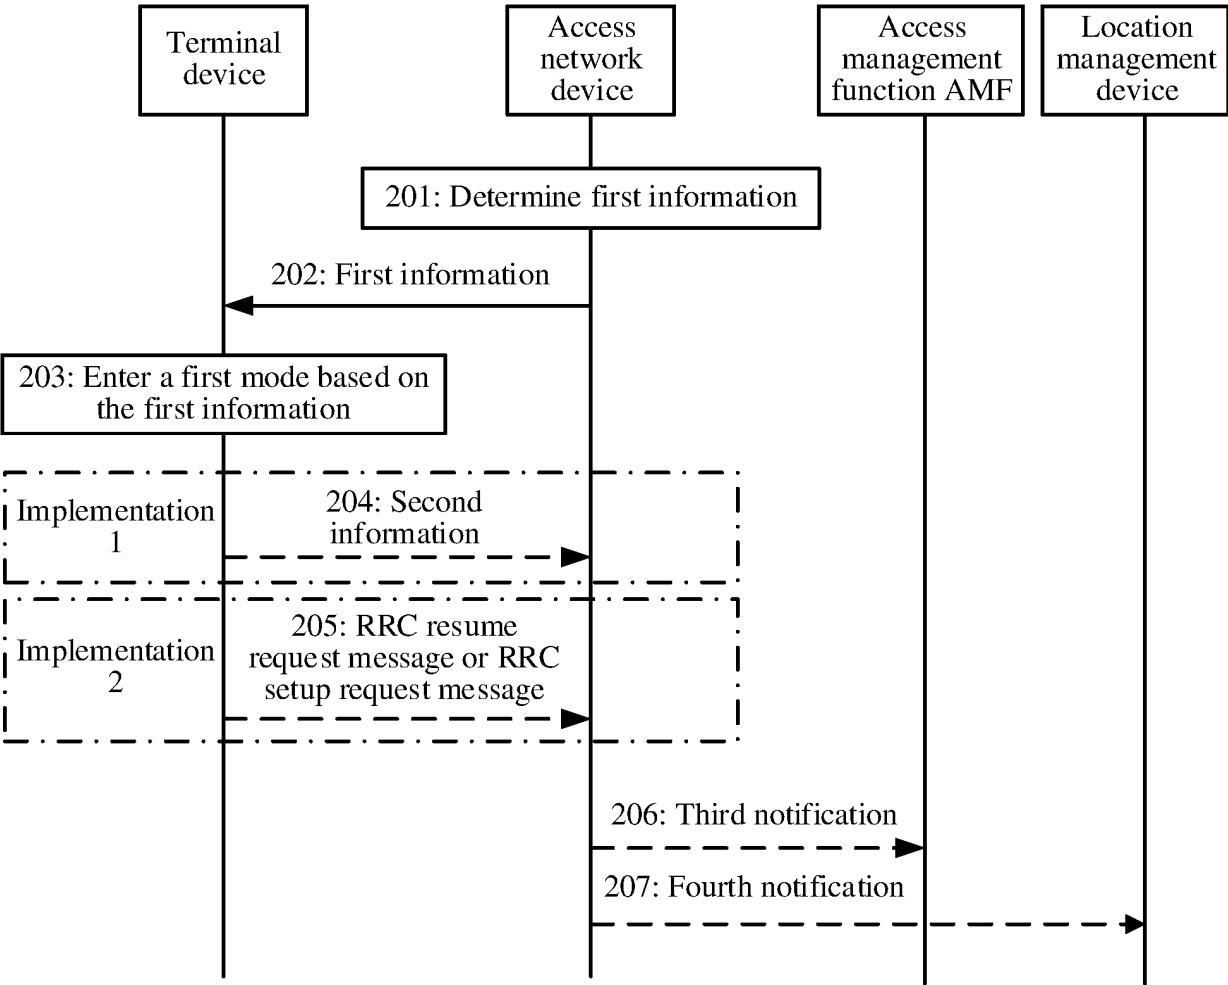 Terminal
device
Access
network
device
Access
management
function AMF
Location
management
device
201: Determine first information
202: First information
203: Enter a first mode based on
the first information
Implementation
1
204: Second
information
Implementation
2
205: RRC resume
request message or RRC
setup request message
206: Third notification
207: Fourth notification